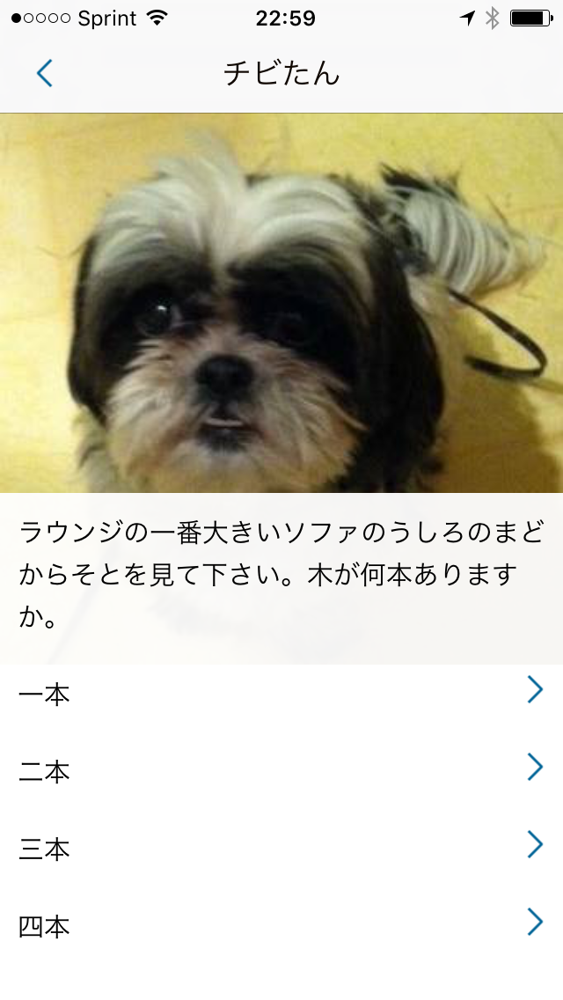 Sprint 22:59
チビたん
ラウンジの一番大きいソファのうしろのまど
からそとを見て下さい。木が何本あります
か。
一本
二本
三本
四本